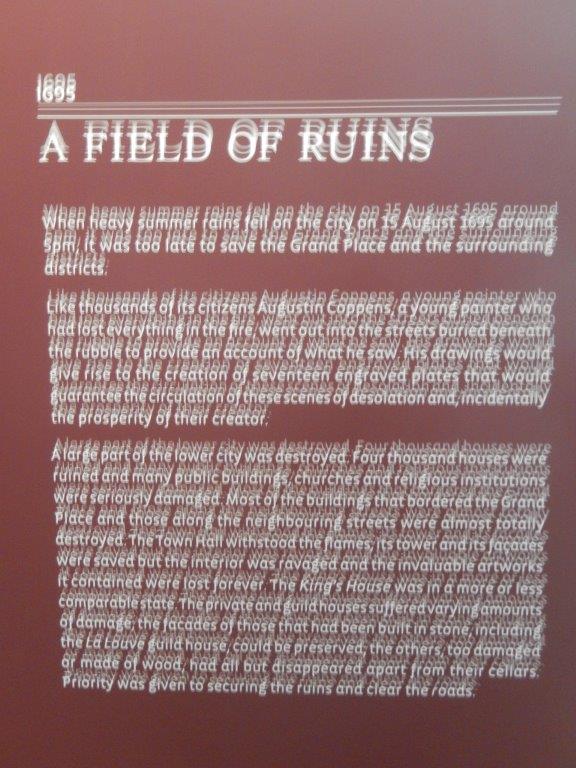 1695
A FIELD OF RUINS
When heavy summer rains fell on the city on 15 August 1695 around
5pm, it was too late to save the Grand Place and the surrounding
districts.
Like thousands of its citizens Augustin Coppens, a young painter who
had lost everything in the fire, went out into the streets buried beneath
the rubble to provide an account of what he saw. His drawings would
give rise to the creation of seventeen engraved plates that would
guarantee the circulation of these scenes of desolation and, incidentally
the prosperity of their creator.
A large part of the lower city was destroyed. Four thousand houses were
ruined and many public buildings, churches and religious institutions
were seriously damaged. Most of the buildings that bordered the Grand
Place and those along the neighbouring streets were almost totally
destroyed. The Town Hall withstood the flames, its tower and its façades
were saved but the interior was ravaged and the invaluable artworks
it contained were lost forever. The King's House was in a more or less
comparable state. The private and guild houses suffered varying amounts
of damage, the facades of those that had been built in stone, including
the La Louve guild house, could be preserved, the others, too damaged
or made of wood, had all but disappeared apart from their cellars.
Priority was given to securing the ruins and clear the roads.